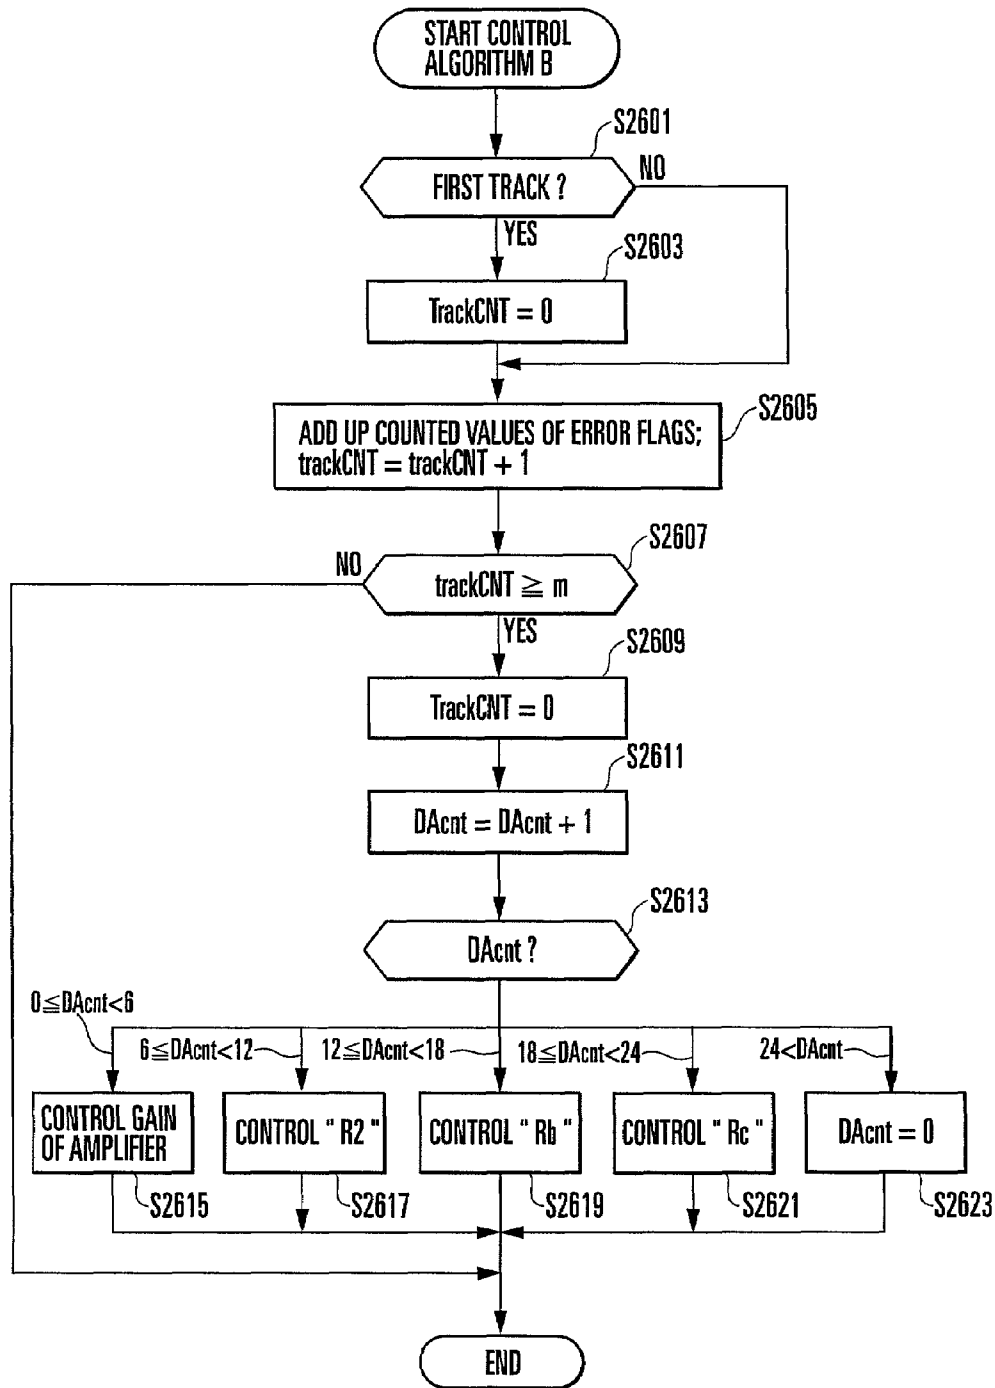 START CONTROL
ALGORITHM B
S2601
FIRST TRACK ?
NO
YES
S2603
TrackCNT = 0
S2605
ADD UP COUNTED VALUES OF ERROR FLAGS;
trackCNT = trackCNT + 1
S2607
NO
trackCNT ≧ m
YES
S2609
TrackCNT = 0
S2611
DAcnt = DAcnt + 1
S2613
DAcnt ?
0≦DAcnt<6
6≦DAcnt<12
12≦DAcnt<18
18≦DAcnt<24
24<DAcnt
CONTROL GAIN
OF AMPLIFIER
CONTROL " R2 "
CONTROL " Rb "
CONTROL " Rc "
DAcnt = 0
S2615
S2617
S2619
S2621
S2623
END